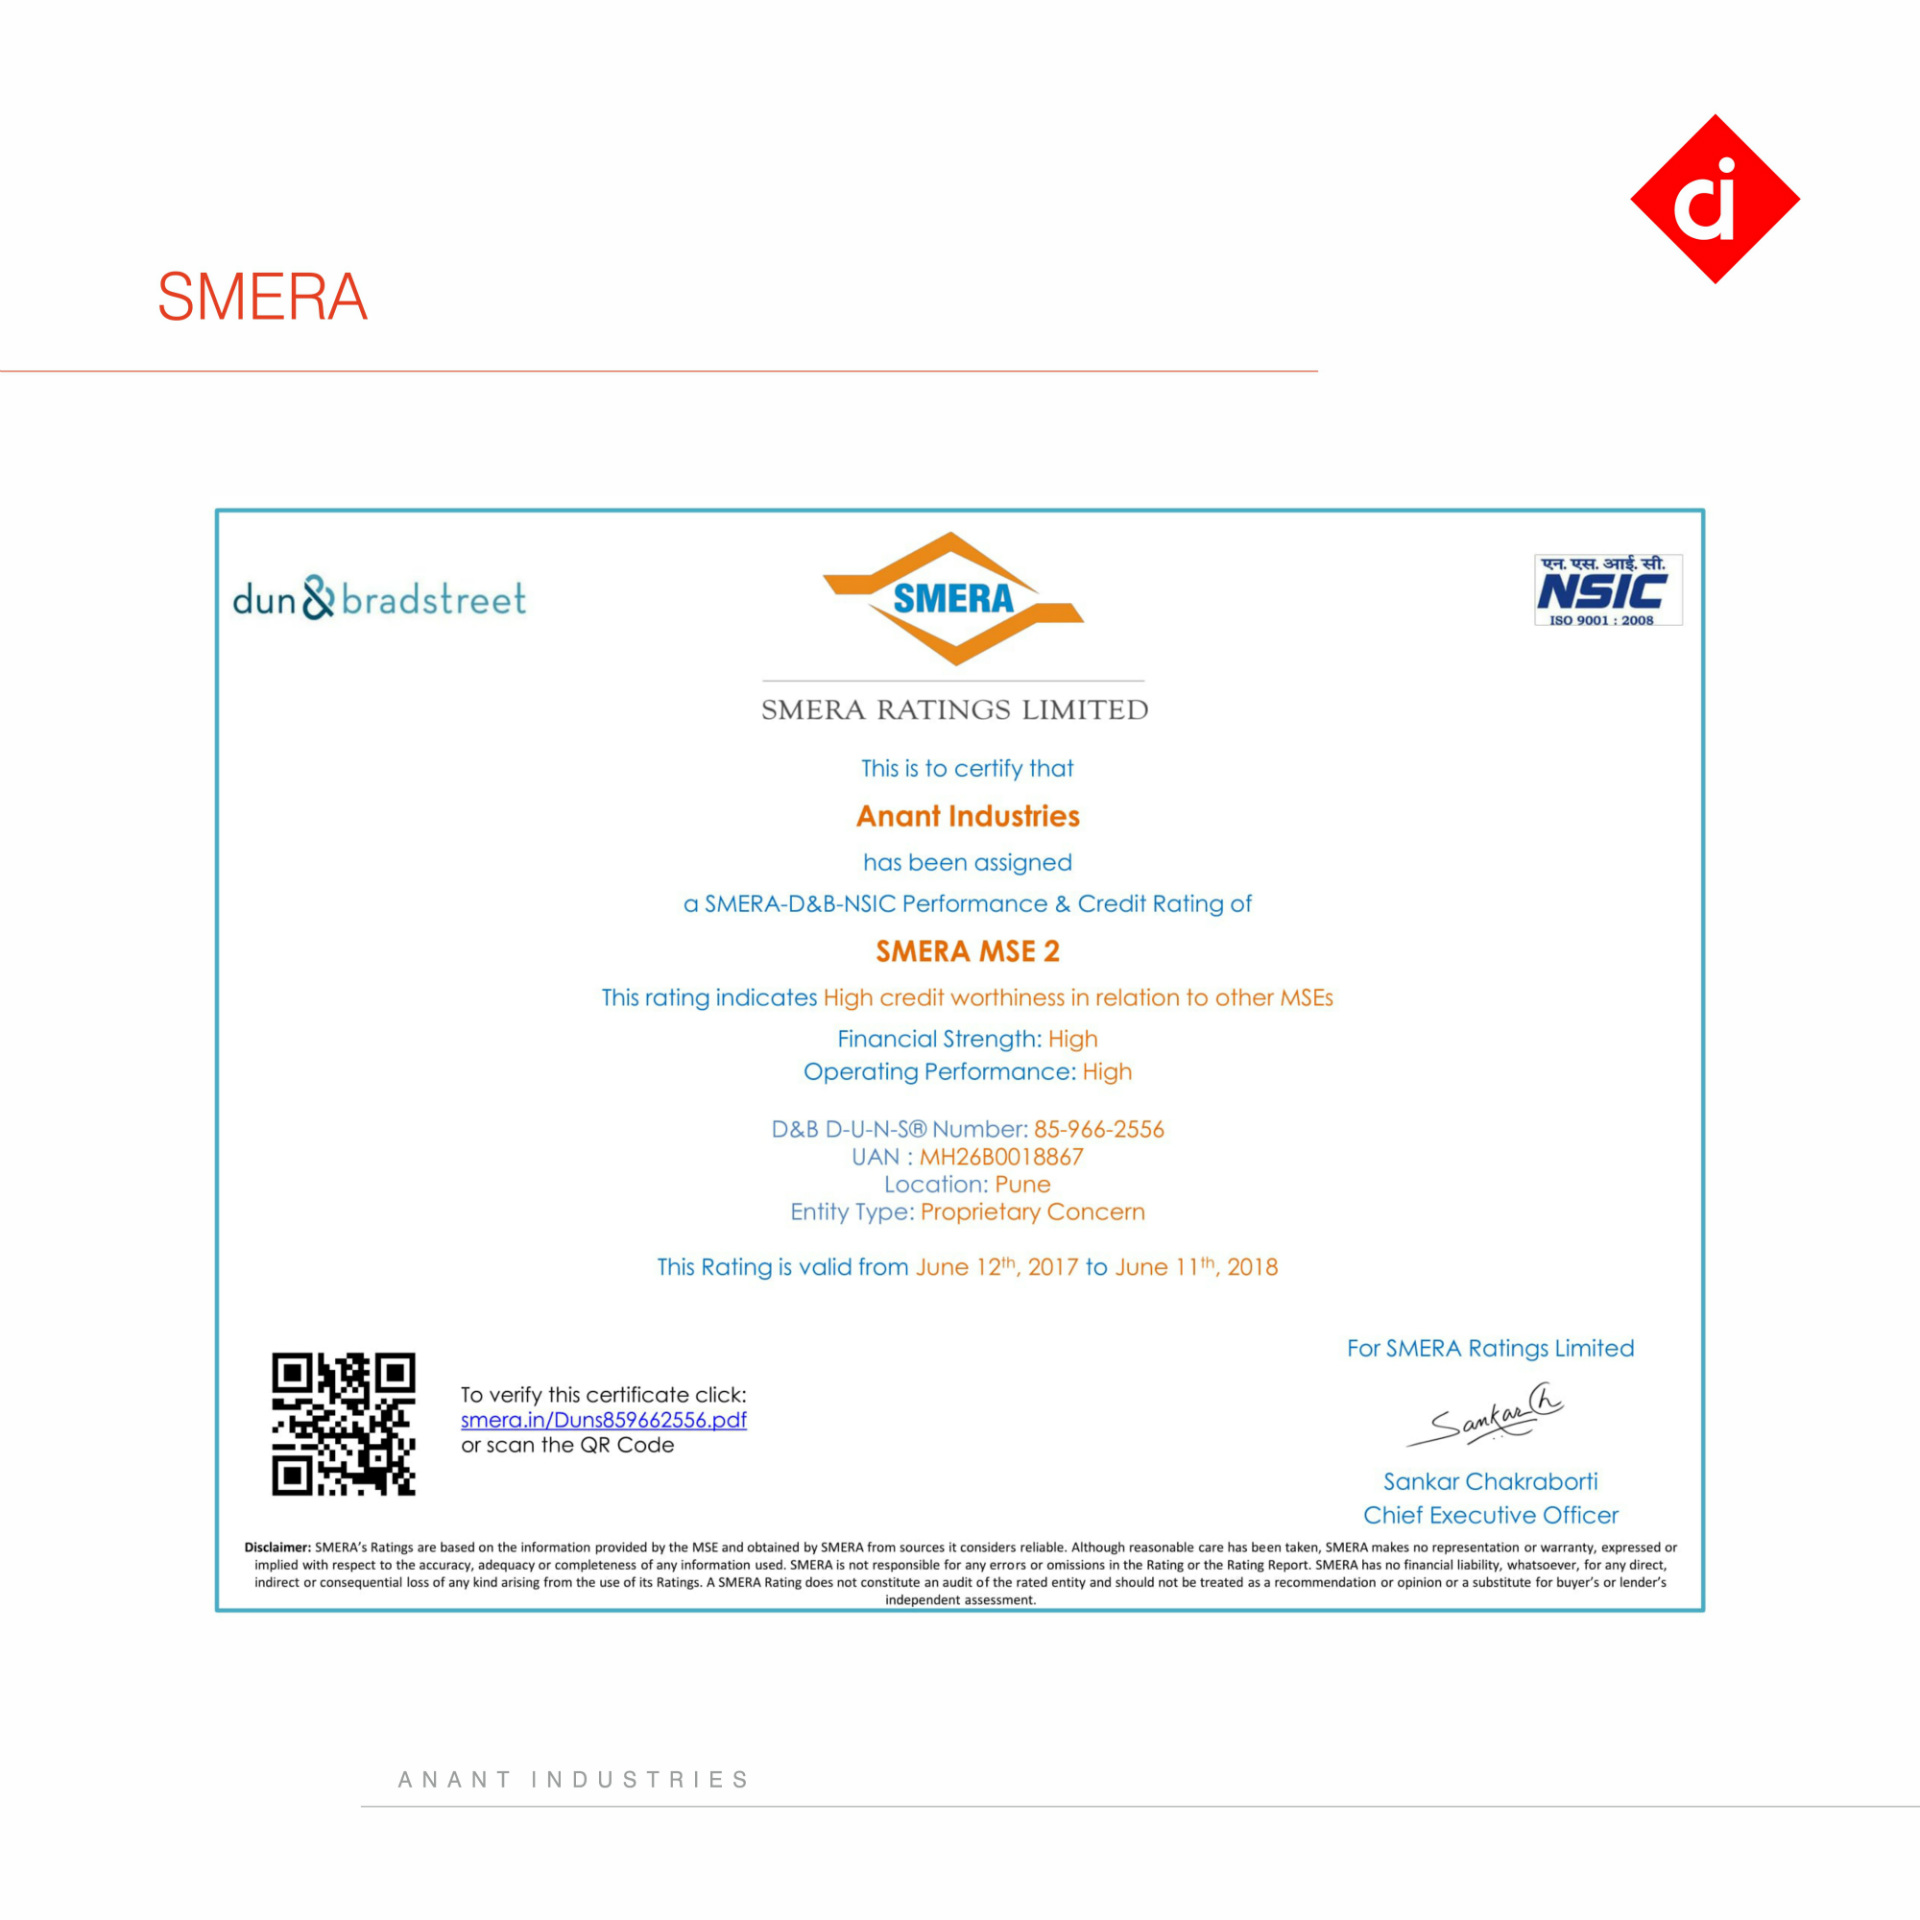 SMERA
dun&bradstreet
SMERA
एन. एस. आई. सी.
NSIC
ISO 9001 : 2008
SMERA RATINGS LIMITED
This is to certify that
Anant Industries
has been assigned
a SMERA-D&B-NSIC Performance & Credit Rating of
SMERA MSE 2
This rating indicates High credit worthiness in relation to other MSEs
Financial Strength: High
Operating Performance: High
D&B D-U-N-S® Number: 85-966-2556
UAN : MH26B0018867
Location: Pune
Entity Type: Proprietary Concern
This Rating is valid from June 12th, 2017 to June 11th, 2018
To verify this certificate click:
smera.in/Duns859662556.pdf
or scan the QR Code
For SMERA Ratings Limited
Sankar Ch
Sankar Chakraborti
Chief Executive Officer
Disclaimer: SMERA's Ratings are based on the information provided by the MSE and obtained by SMERA from sources it considers reliable. Although reasonable care has been taken, SMERA makes no representation or warranty, expressed or
implied with respect to the accuracy, adequacy or completeness of any information used. SMERA is not responsible for any errors or omissions in the Rating or the Rating Report. SMERA has no financial liability, whatsoever, for any direct,
indirect or consequential loss of any kind arising from the use of its Ratings. A SMERA Rating does not constitute an audit of the rated entity and should not be treated as a recommendation or opinion or a substitute for buyer's or lender's
independent assessment.
ANANT INDUSTRIES